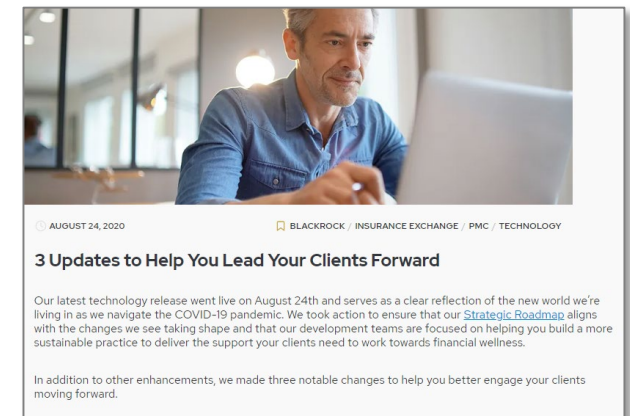 AUGUST 24, 2020
BLACKROCK / INSURANCE EXCHANGE / PMC / TECHNOLOGY
3 Updates to Help You Lead Your Clients Forward
Our latest technology release went live on August 24th and serves as a clear reflection of the new world we're
living in as we navigate the COVID-19 pandemic. We took action to ensure that our Strategic Roadmap aligns
with the changes we see taking shape and that our development teams are focused on helping you build a more
sustainable practice to deliver the support your clients need to work towards financial wellness.
In addition to other enhancements, we made three notable changes to help you better engage your clients
moving forward.